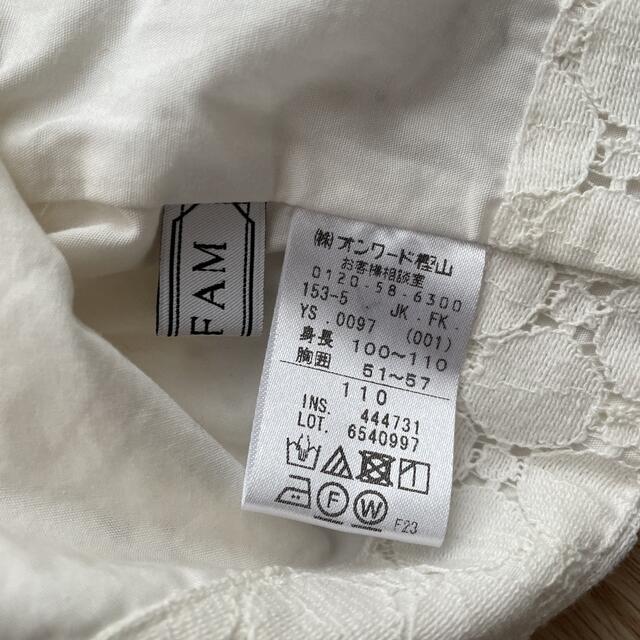 FAM
㈱オンワード樫山
お客様相談室
0120-58-6300
153-5 JK.FK.
YS 0097 (001)
身長 100～110
胸囲 51～57
110
INS. 444731
LOT. 6540997
F
W
F23